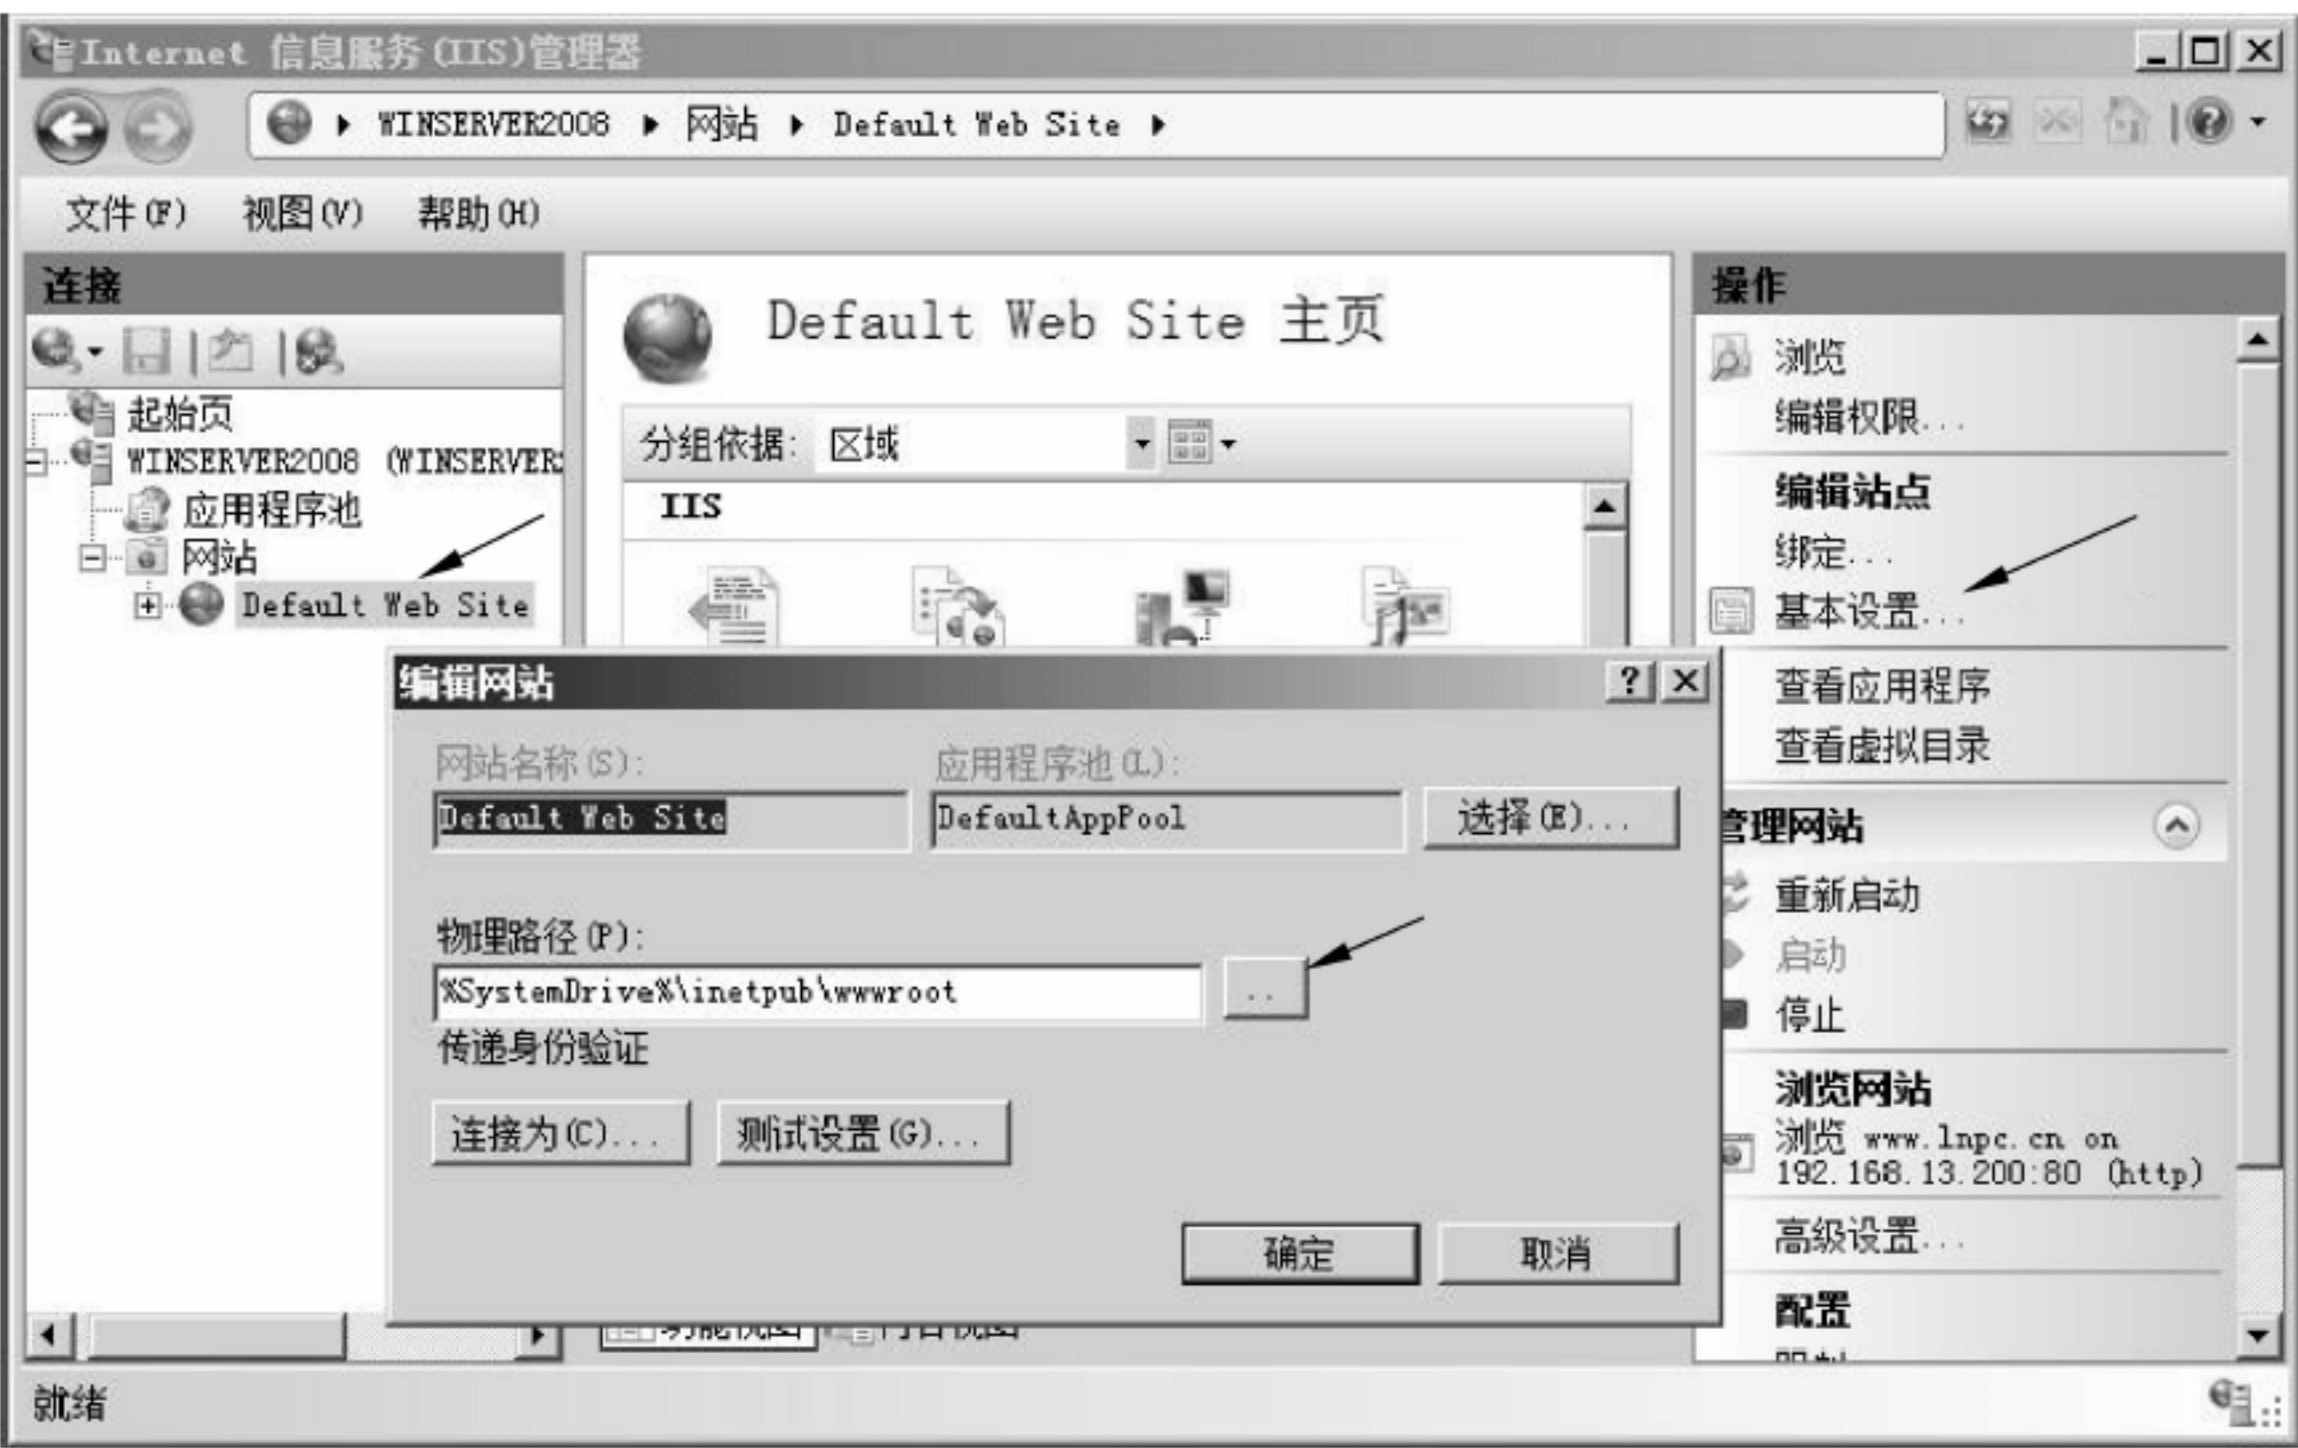 Internet 信息服务(IIS)管理器
WINSERVER2008 网站 Default Web Site
文件(F) 视图(V) 帮助(H)
连接
起始页
WINSERVER2008 (WINSERVER
应用程序池
网站
Default Web Site
Default Web Site 主页
分组依据: 区域
IIS
操作
浏览
编辑权限...
编辑站点
绑定...
基本设置...
查看应用程序
查看虚拟目录
管理网站
重新启动
启动
停止
浏览网站
浏览 www.lnpc.cn on
192.168.13.200:80 (http)
高级设置...
配置
编辑网站
网站名称(S): 应用程序池(L):
Default Web Site DefaultAppPool 选择(E)...
物理路径(P):
%SystemDrive%\inetpub\wwwroot ..
传递身份验证
连接为(C)... 测试设置(G)...
确定 取消
功能视图 内容视图
就绪